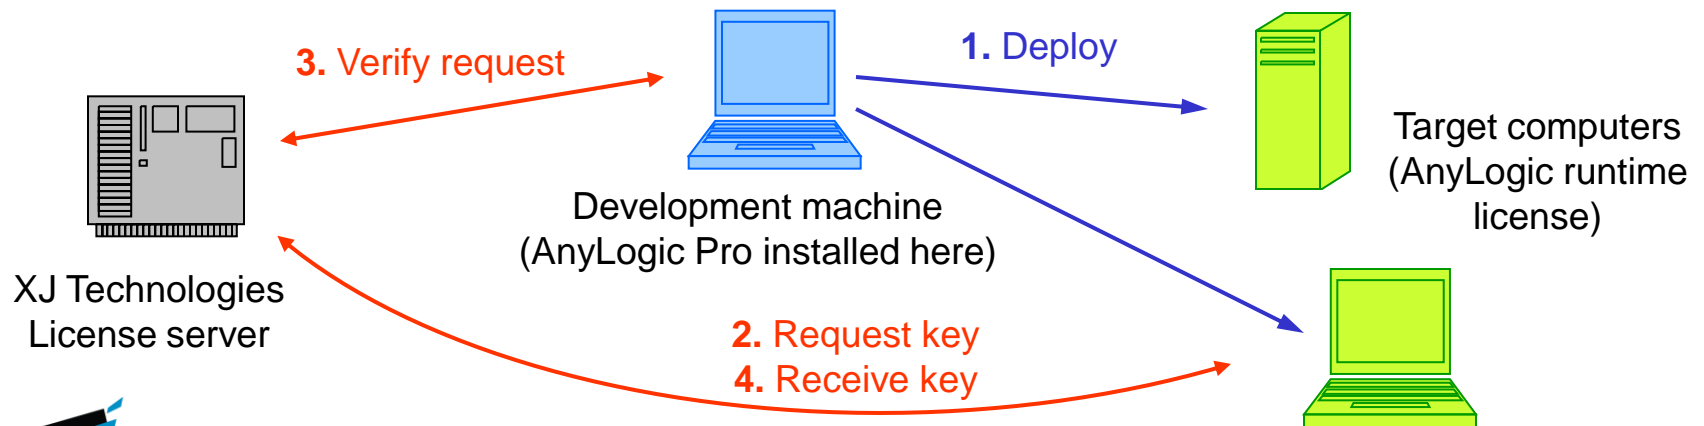 3. Verify request
1. Deploy
Target computers
(AnyLogic runtime
license)
Development machine
(AnyLogic Pro installed here)
XJ Technologies
License server
2. Request key
4. Receive key